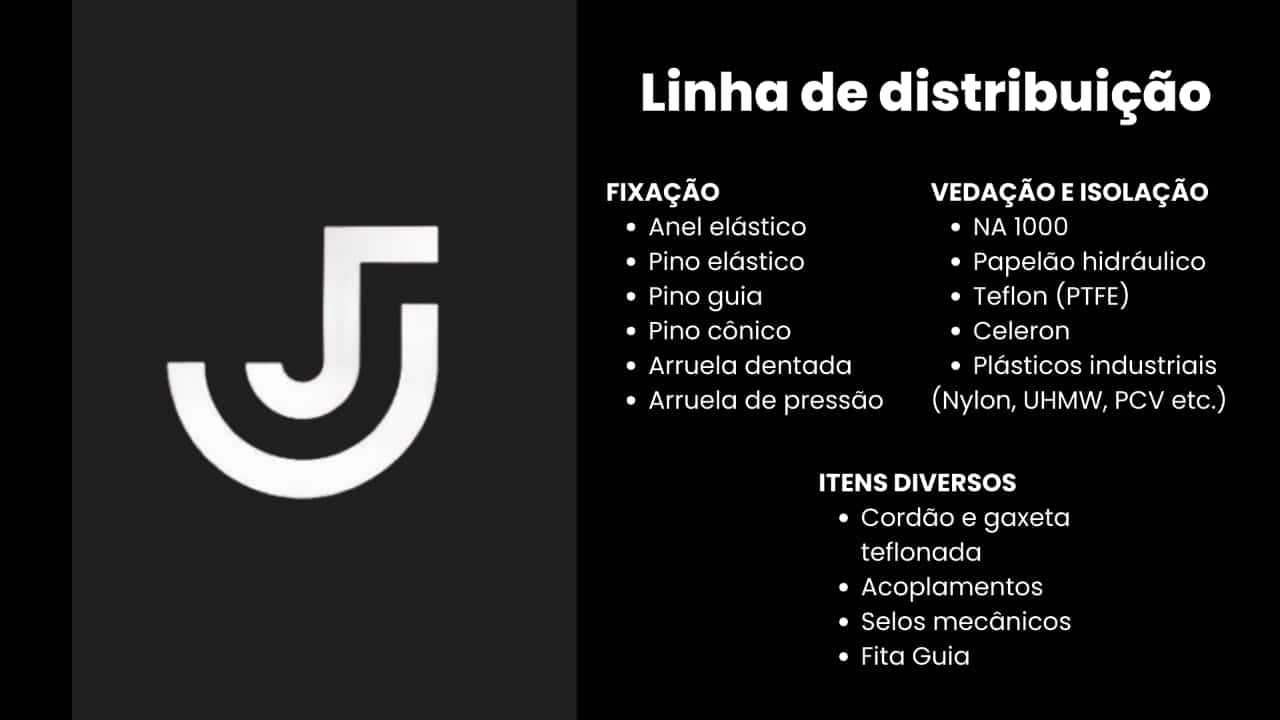 Linha de distribuição
FIXAÇÃO
• Anel elástico
• Pino elástico
• Pino guia
• Pino cônico
• Arruela dentada
• Arruela de pressão
VEDAÇÃO E ISOLAÇÃO
• NA 1000
• Papelão hidráulico
• Teflon (PTFE)
• Celeron
• Plásticos industriais
(Nylon, UHMW, PCV etc.)
ITENS DIVERSOS
• Cordão e gaxeta
teflonada
• Acoplamentos
• Selos mecânicos
• Fita Guia